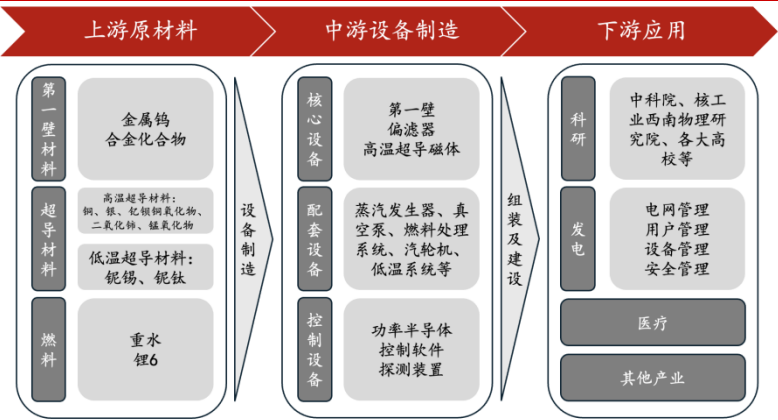 上游原材料
中游设备制造
下游应用
第一壁材料
金属钨
合金化合物
超导材料
高温超导材料:
铜、银、钇钡铜氧化物、
二氧化铈、锰氧化物
低温超导材料:
铌锡、铌钛
燃料
重水
锂6
设备制造
核心设备
第一壁
偏滤器
高温超导磁体
配套设备
蒸汽发生器、真
空泵、燃料处理
系统、汽轮机、
低温系统等
控制设备
功率半导体
控制软件
探测装置
组装及建设
科研
中科院、核工
业西南物理研
究院、各大高
校等
发电
电网管理
用户管理
设备管理
安全管理
医疗
其他产业